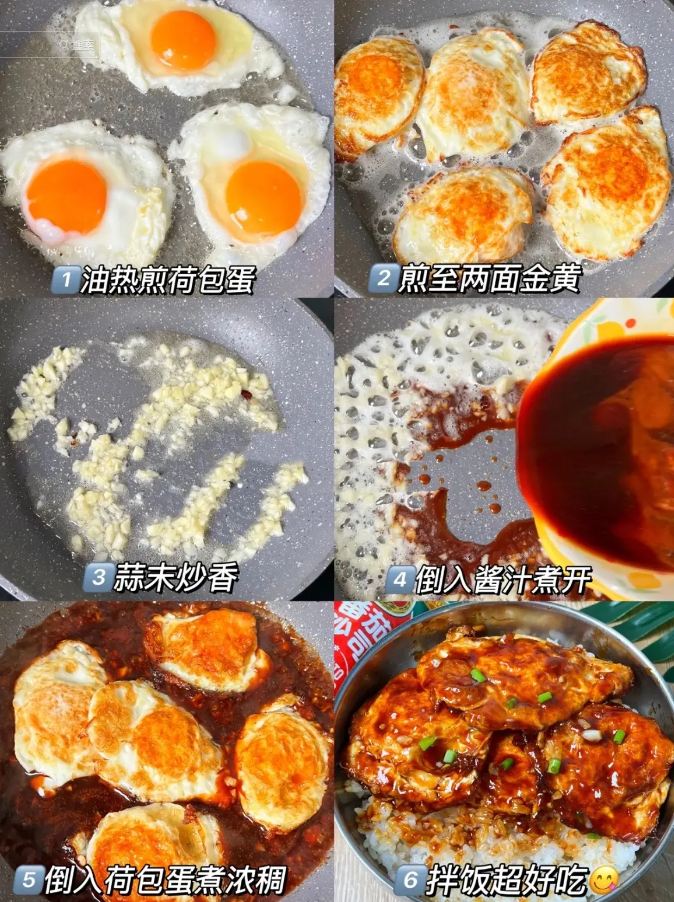 1 油热煎荷包蛋
2 煎至两面金黄
3 蒜末炒香
4 倒入酱汁煮开
5 倒入荷包蛋煮浓稠
6 拌饭超好吃😋